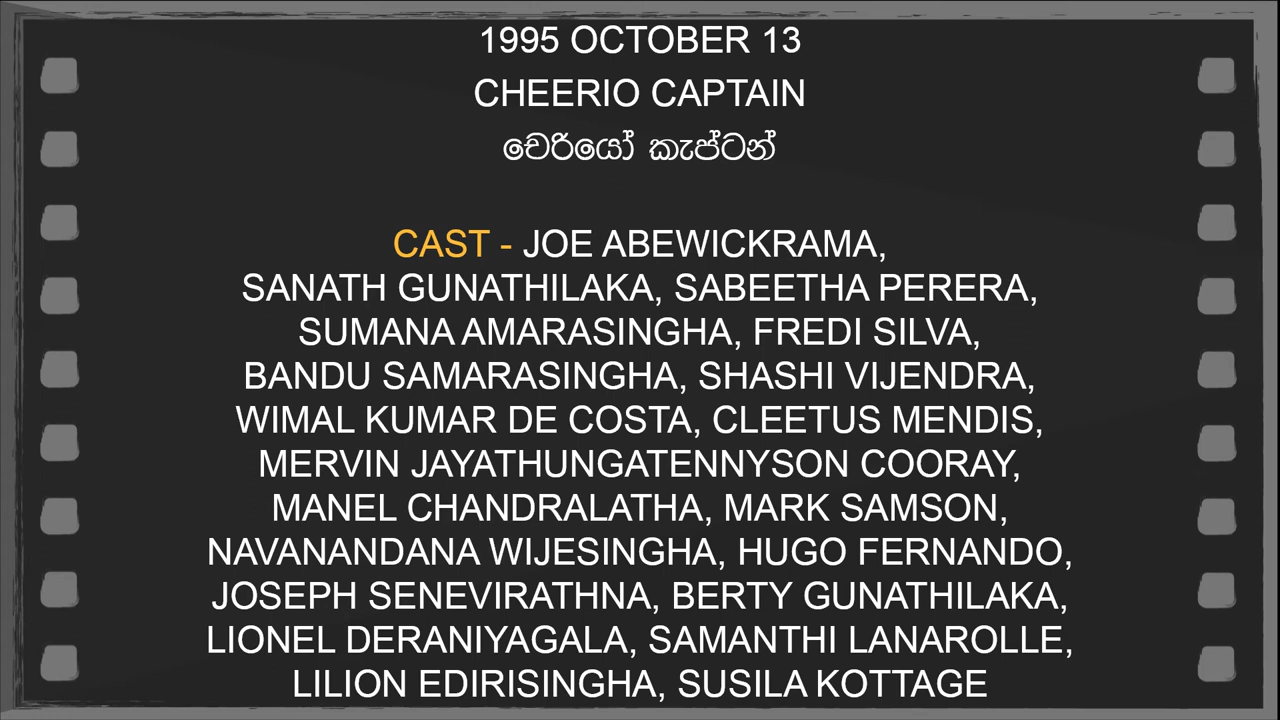 1995 OCTOBER 13
CHEERIO CAPTAIN
චෙරියෝ කැප්ටන්
CAST - JOE ABEWICKRAMA,
SANATH GUNATHILAKA, SABEETHA PERERA,
SUMANA AMARASINGHA, FREDI SILVA,
BANDU SAMARASINGHA, SHASHI VIJENDRA,
WIMAL KUMAR DE COSTA, CLEETUS MENDIS,
MERVIN JAYATHUNGATENNYSON COORAY,
MANEL CHANDRALATHA, MARK SAMSON,
NAVANANDANA WIJESINGHA, HUGO FERNANDO,
JOSEPH SENEVIRATHNA, BERTY GUNATHILAKA,
LIONEL DERANIYAGALA, SAMANTHI LANAROLLE,
LILION EDIRISINGHA, SUSILA KOTTAGE